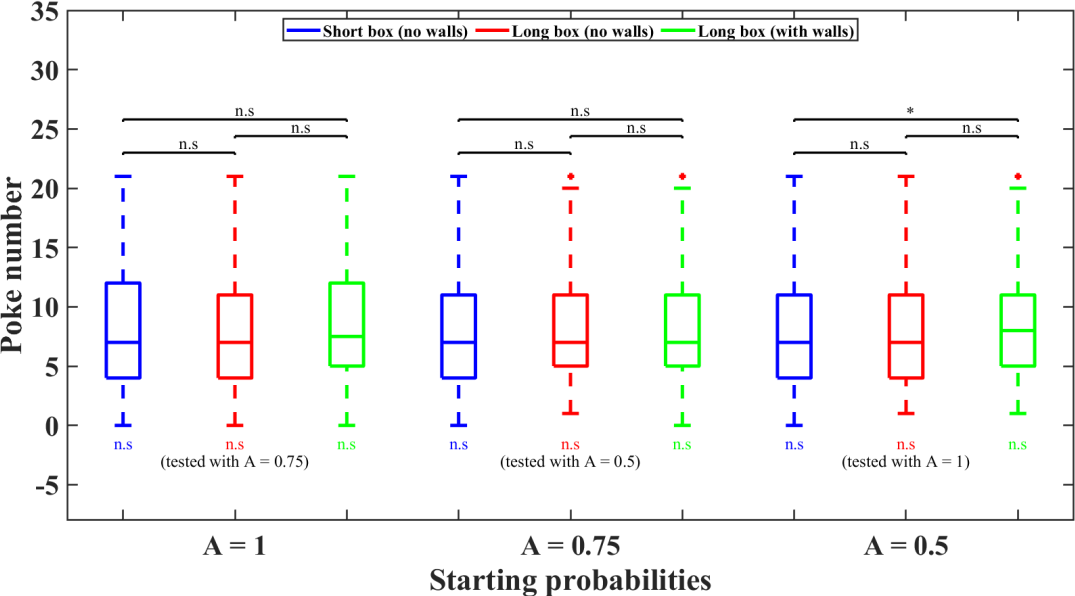 Short box (no walls) Long box (no walls) Long box (with walls)
35
30
25
20
15
10
5
0
-5
Poke number
n.s n.s *
n.s n.s n.s
n.s n.s n.s
n.s n.s n.s n.s n.s n.s n.s n.s n.s
(tested with A = 0.75) (tested with A = 0.5) (tested with A = 1)
A = 1 A = 0.75 A = 0.5
Starting probabilities